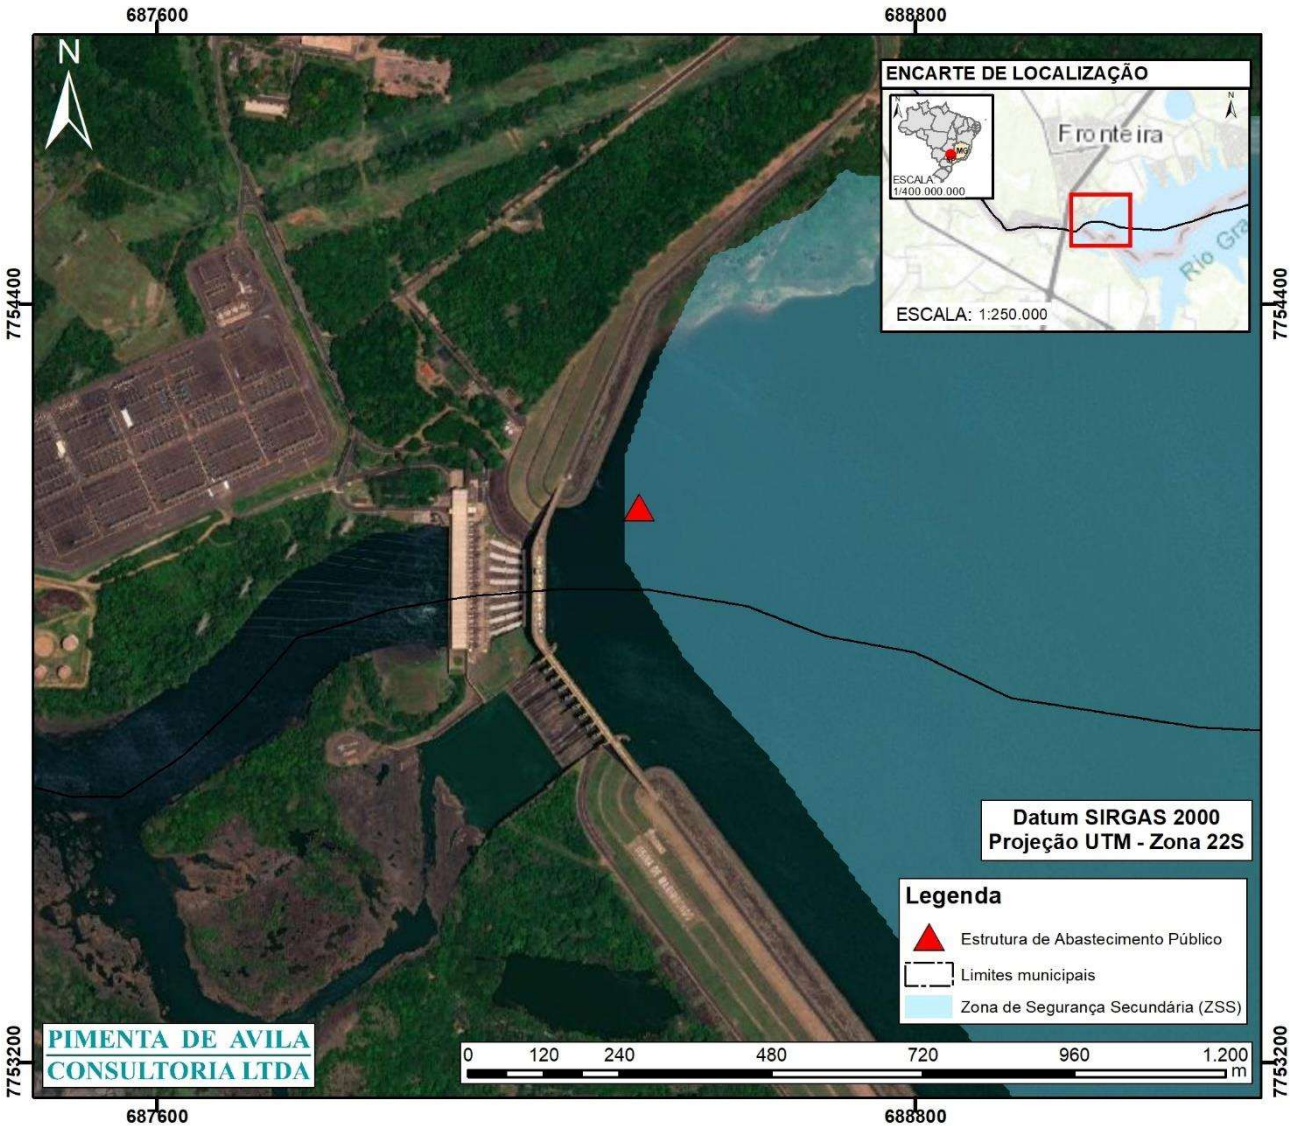 687600
688800
N
ENCARTE DE LOCALIZAÇÃO
N
N
MG
ESCALA:
1/400.000.000
Fronteira
Rio Gra
ESCALA: 1:250.000
7754400
7754400
Datum SIRGAS 2000
Projeção UTM - Zona 22S
Legenda
Estrutura de Abastecimento Público
Limites municipais
Zona de Segurança Secundária (ZSS)
PIMENTA DE AVILA
CONSULTORIA LTDA
0 120 240 480 720 960 1.200
m
7753200
7753200
687600
688800